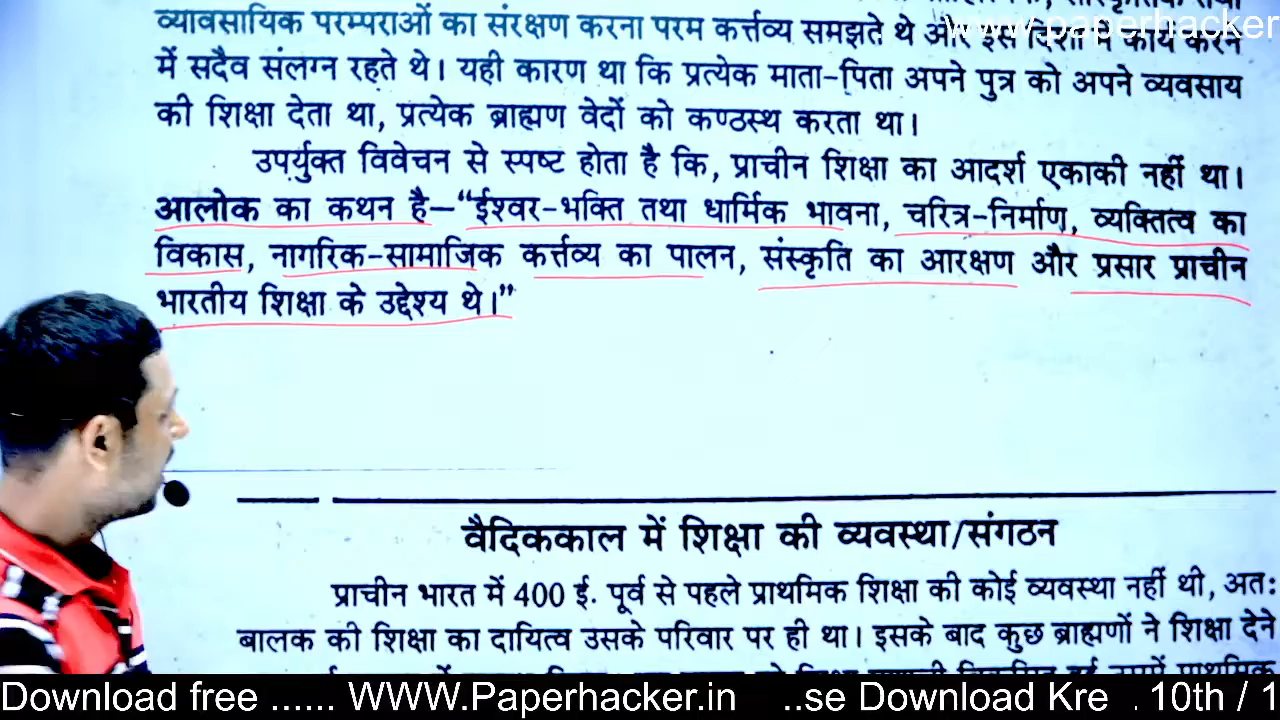 www.paperhacker
व्यावसायिक परम्पराओं का संरक्षण करना परम कर्त्तव्य समझते थे और इस दिशा में कार्य करने
में सदैव संलग्न रहते थे। यही कारण था कि प्रत्येक माता-पिता अपने पुत्र को अपने व्यवसाय
की शिक्षा देता था, प्रत्येक ब्राह्मण वेदों को कण्ठस्थ करता था।
उपर्युक्त विवेचन से स्पष्ट होता है कि, प्राचीन शिक्षा का आदर्श एकाकी नहीं था।
आलोक का कथन है–“ईश्वर-भक्ति तथा धार्मिक भावना, चरित्र-निर्माण, व्यक्तित्व का
विकास, नागरिक-सामाजिक कर्त्तव्य का पालन, संस्कृति का आरक्षण और प्रसार प्राचीन
भारतीय शिक्षा के उद्देश्य थे।”
वैदिककाल में शिक्षा की व्यवस्था/संगठन
प्राचीन भारत में 400 ई. पूर्व से पहले प्राथमिक शिक्षा की कोई व्यवस्था नहीं थी, अतः
बालक की शिक्षा का दायित्व उसके परिवार पर ही था। इसके बाद कुछ ब्राह्मणों ने शिक्षा देने
Download free ...... WWW.Paperhacker.in ..se Download Kre . 10th / 1